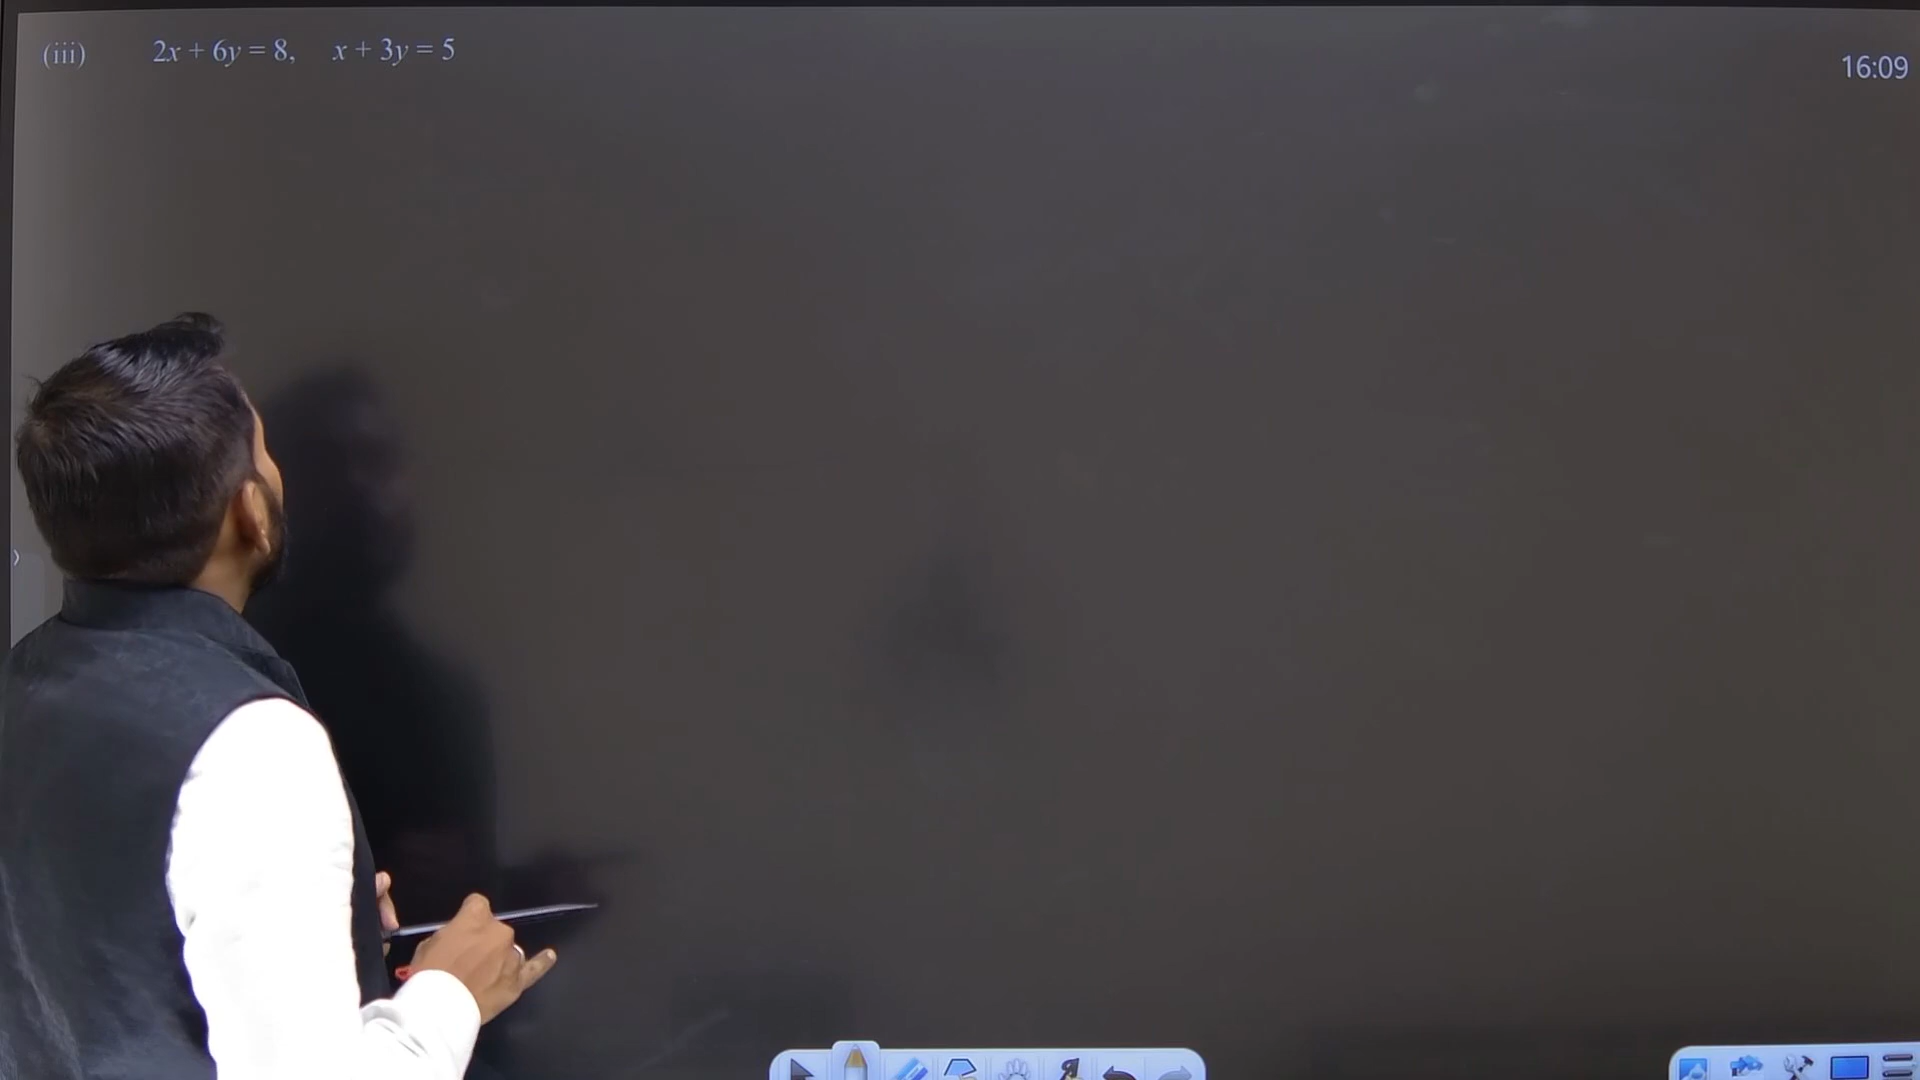 (iii) 2x + 6y = 8, x + 3y = 5
16:09